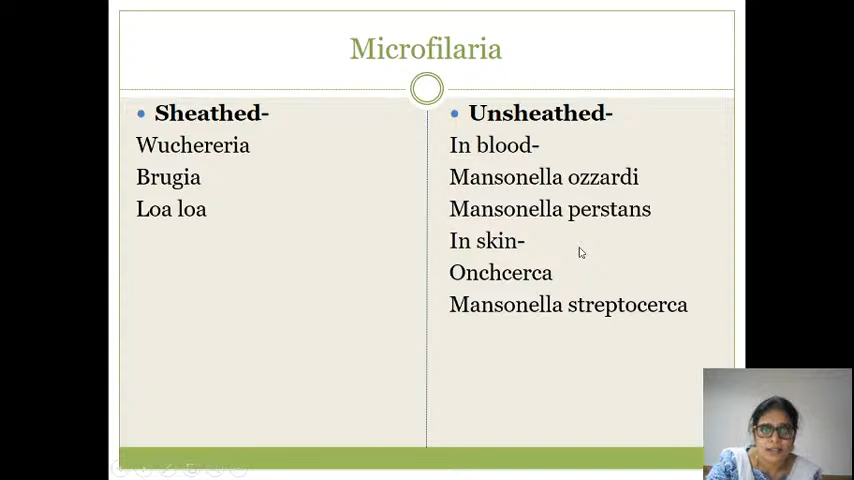 Microfilaria
Sheathed-
Wuchereria
Brugia
Loa loa
Unsheathed-
In blood-
Mansonella ozzardi
Mansonella perstans
In skin-
Onchcerca
Mansonella streptocerca